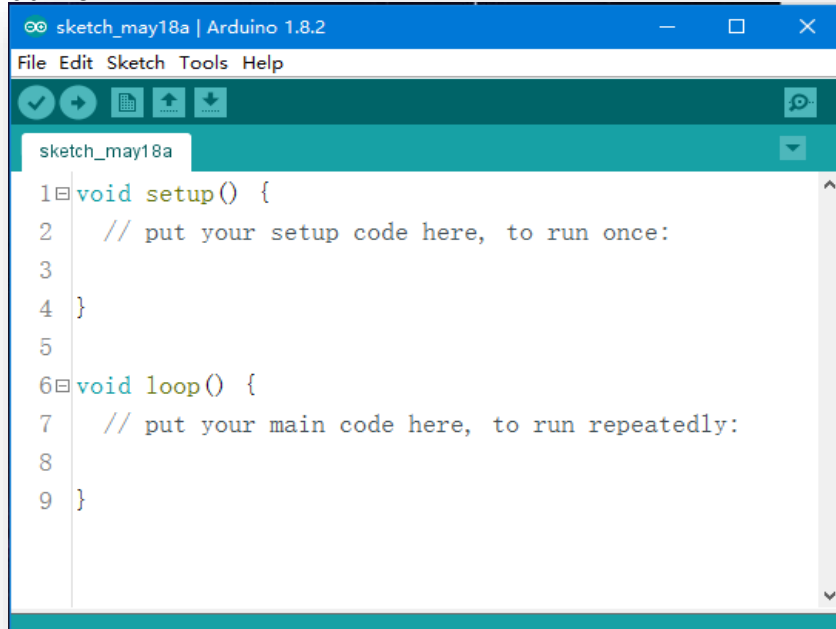 sketch_may18a | Arduino 1.8.2
File Edit Sketch Tools Help
sketch_may18a
1 void setup() {
2   // put your setup code here, to run once:
3
4 }
5
6 void loop() {
7   // put your main code here, to run repeatedly:
8
9 }